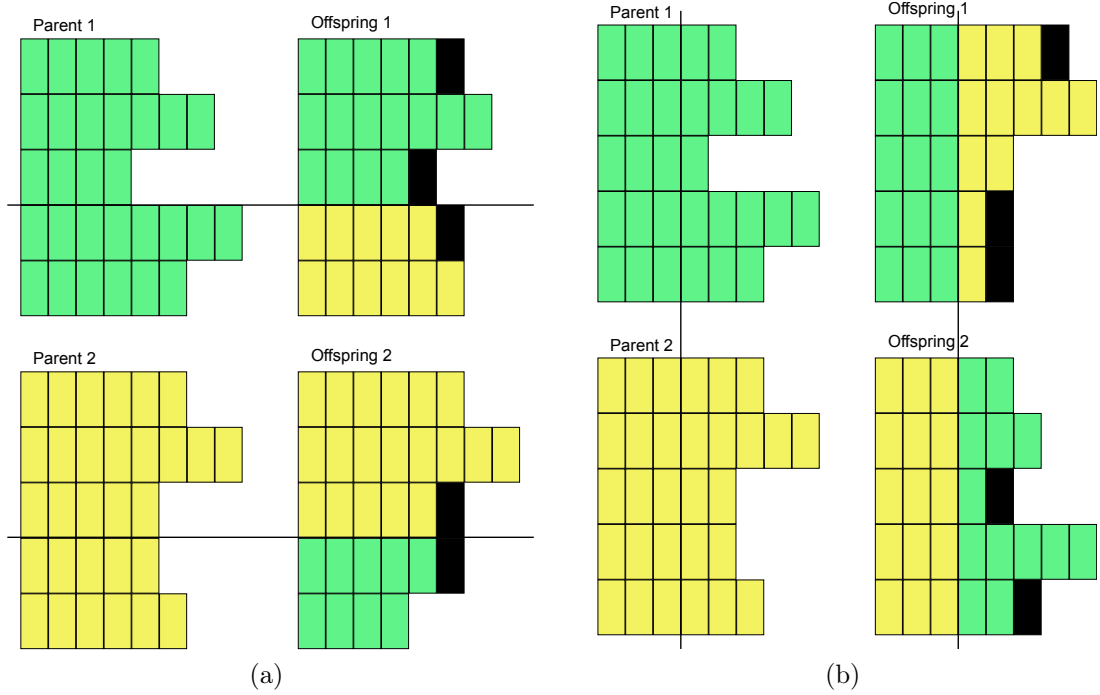 Parent 1
Offspring 1
Parent 2
Offspring 2
(a)
Parent 1
Offspring 1
Parent 2
Offspring 2
(b)